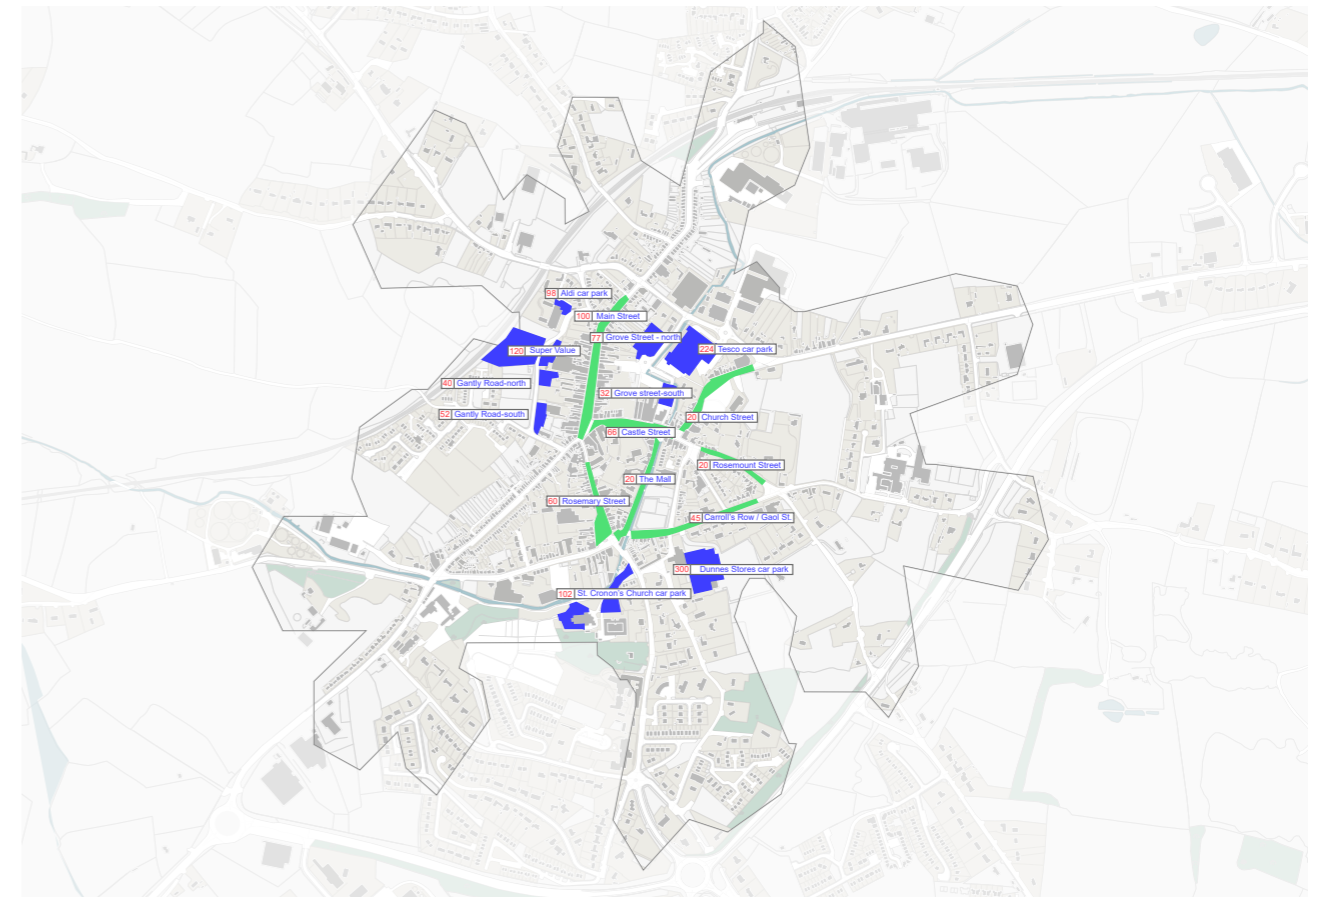 98 Aldi car park
100 Main Street
77 Grove Street - north
224 Tesco car park
120 Super Value
40 Gantly Road-north
32 Grove street-south
52 Gantly Road-south
20 Church Street
66 Castle Street
20 Rosemount Street
20 The Mall
60 Rosemary Street
45 Carroll's Row / Gaol St.
300 Dunnes Stores car park
102 St. Cronon's Church car park